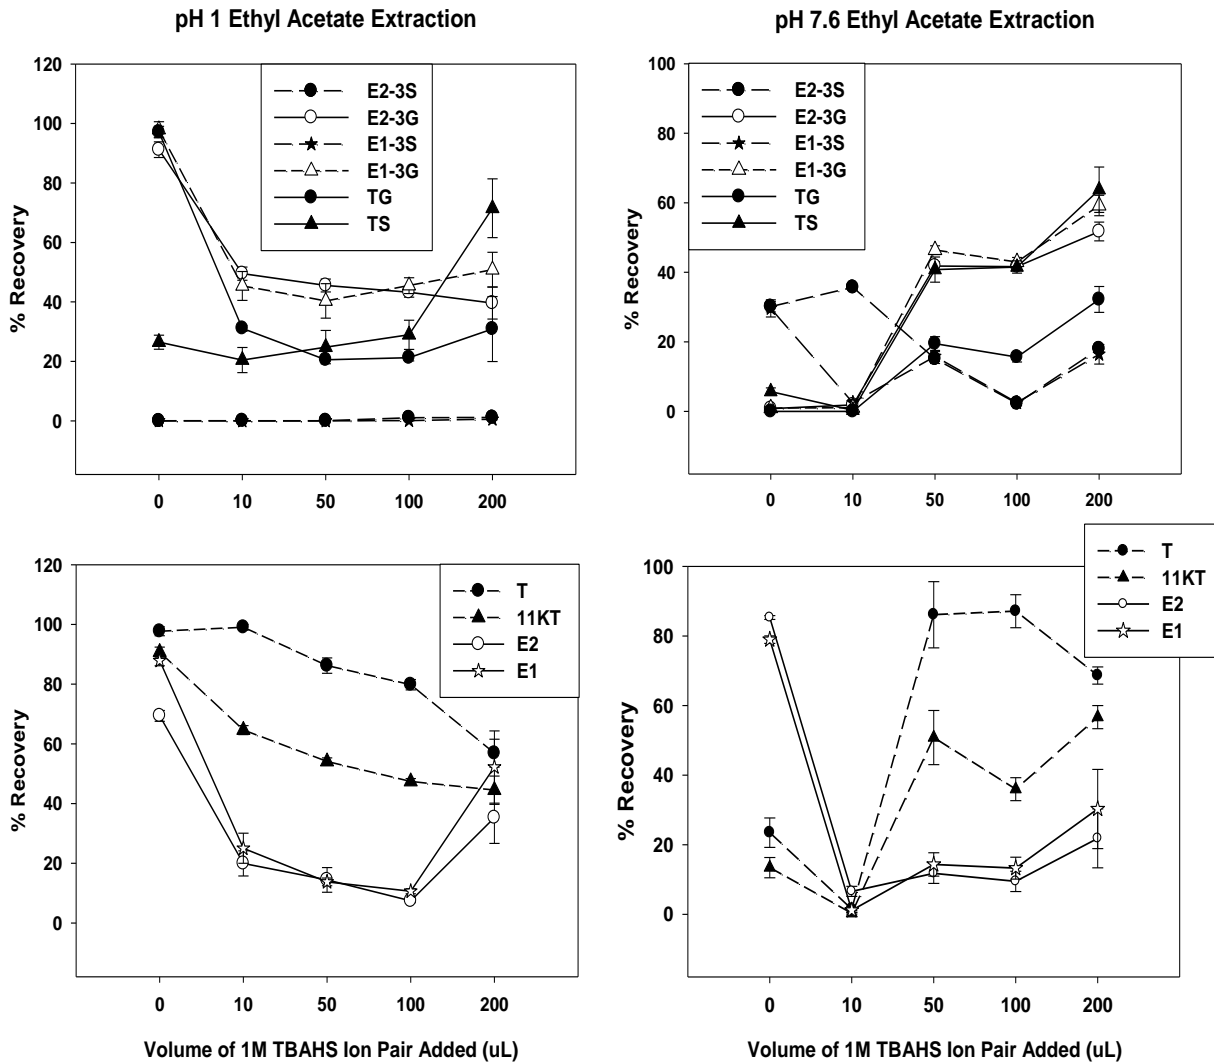 pH 1 Ethyl Acetate Extraction
120
100
80
60
40
20
0
% Recovery
E2-3S
E2-3G
E1-3S
E1-3G
TG
TS
0 10 50 100 200
pH 7.6 Ethyl Acetate Extraction
100
80
60
40
20
0
% Recovery
E2-3S
E2-3G
E1-3S
E1-3G
TG
TS
0 10 50 100 200
120
100
80
60
40
20
0
% Recovery
T
11KT
E2
E1
0 10 50 100 200
Volume of 1M TBAHS Ion Pair Added (uL)
100
80
60
40
20
0
% Recovery
T
11KT
E2
E1
0 10 50 100 200
Volume of 1M TBAHS Ion Pair Added (uL)